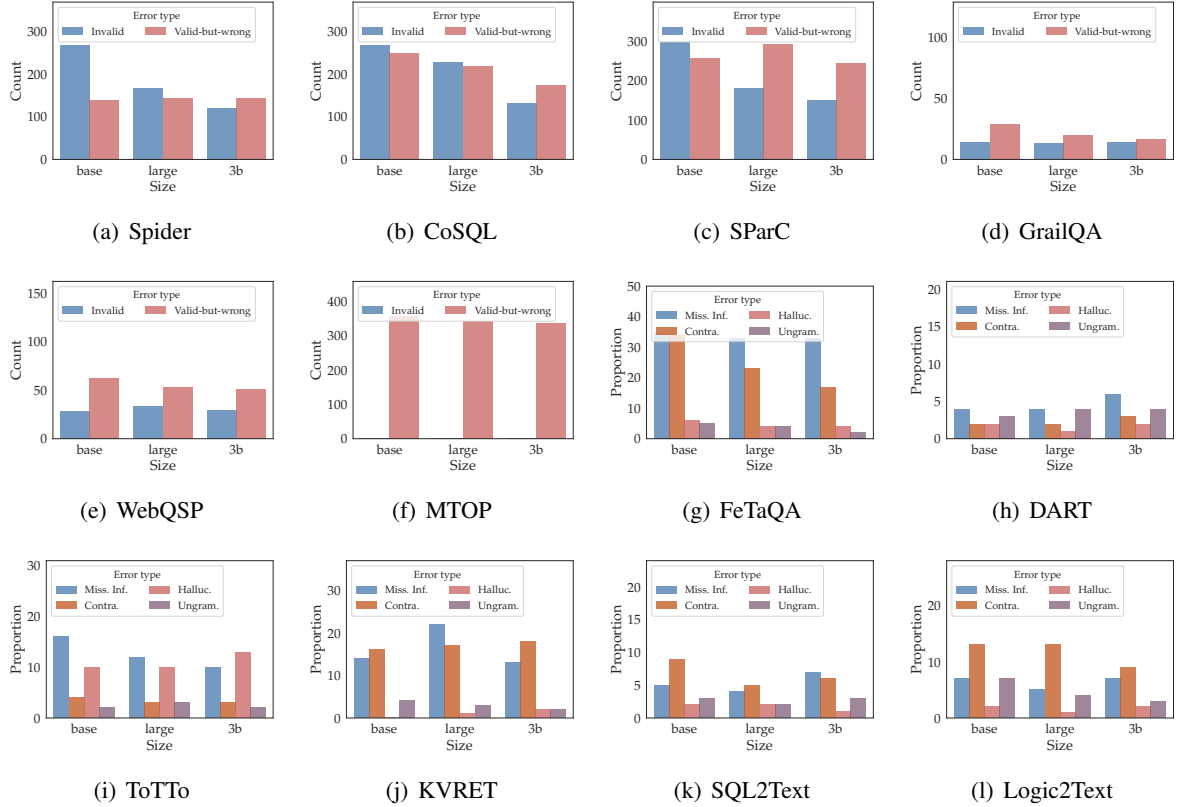 Error type
Invalid Valid-but-wrong
300
200
100
0
Count
base large 3b
Size
(a) Spider
Error type
Invalid Valid-but-wrong
300
200
100
0
Count
base large 3b
Size
(b) CoSQL
Error type
Invalid Valid-but-wrong
300
200
100
0
Count
base large 3b
Size
(c) SParC
Error type
Invalid Valid-but-wrong
100
50
0
Count
base large 3b
Size
(d) GrailQA
Error type
Invalid Valid-but-wrong
150
100
50
0
Count
base large 3b
Size
(e) WebQSP
Error type
Invalid Valid-but-wrong
400
300
200
100
0
Count
base large 3b
Size
(f) MTOP
Error type
Miss. Inf. Halluc.
Contra. Ungram.
50
40
30
20
10
0
Proportion
base large 3b
Size
(g) FeTaQA
Error type
Miss. Inf. Halluc.
Contra. Ungram.
20
15
10
5
0
Proportion
base large 3b
Size
(h) DART
Error type
Miss. Inf. Halluc.
Contra. Ungram.
30
20
10
0
Proportion
base large 3b
Size
(i) ToTTo
Error type
Miss. Inf. Halluc.
Contra. Ungram.
30
20
10
0
Proportion
base large 3b
Size
(j) KVRET
Error type
Miss. Inf. Halluc.
Contra. Ungram.
20
15
10
5
0
Proportion
base large 3b
Size
(k) SQL2Text
Error type
Miss. Inf. Halluc.
Contra. Ungram.
20
10
0
Proportion
base large 3b
Size
(l) Logic2Text